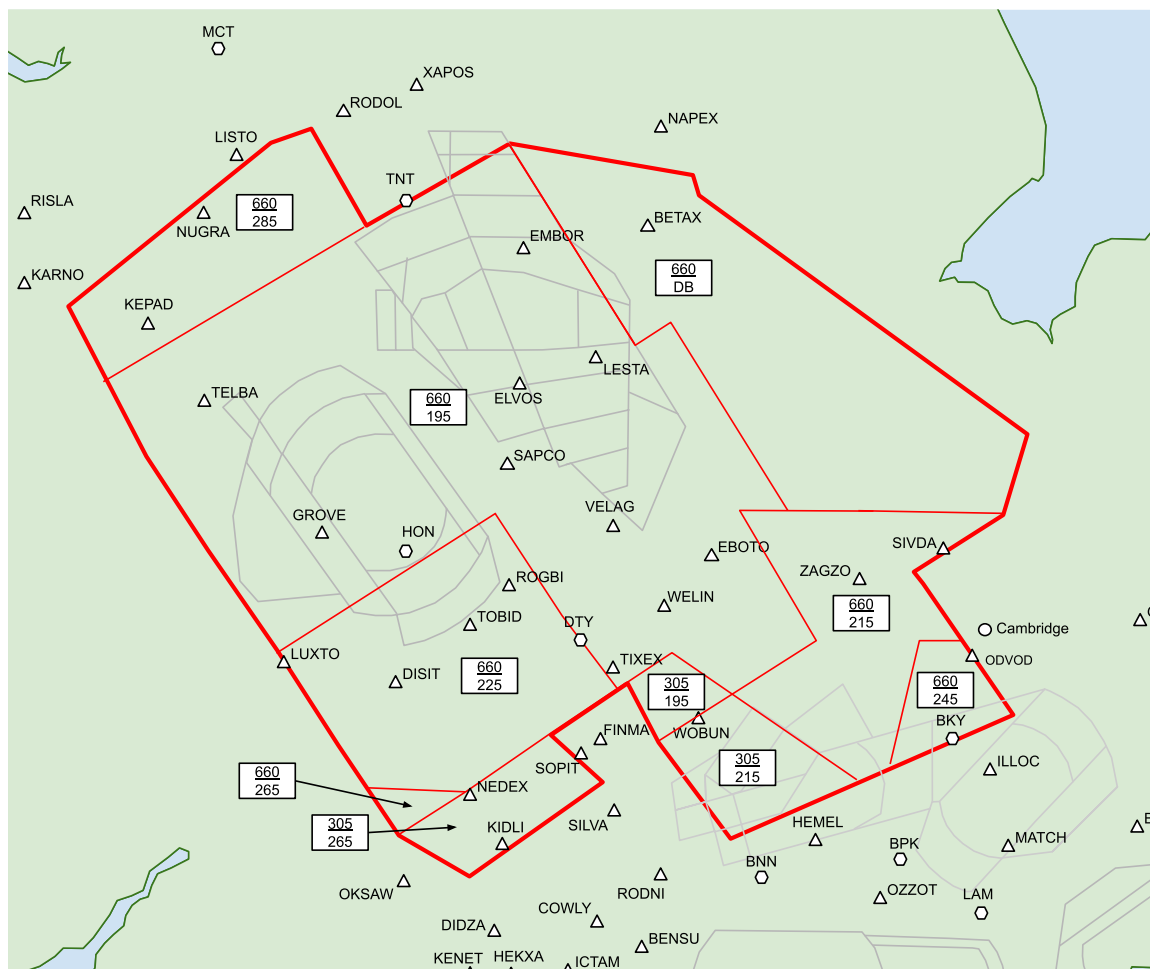 MCT
XAPOS
RODOL
NAPEX
LISTO
TNT
RISLA
660
285
NUGRA
BETAX
EMBOR
KARNO
660
DB
KEPAD
LESTA
TELBA
660
195
ELVOS
SAPCO
VELAG
GROVE
HON
EBOTO
SIVDA
ZAGZO
ROGBI
WELIN
660
215
TOBID
DTY
Cambridge
LUXTO
TIXEX
ODVOD
DISIT
660
225
305
195
660
245
WOBUN
BKY
FINMA
SOPIT
305
215
ILLOC
660
265
NEDEX
305
265
KIDLI
SILVA
HEMEL
MATCH
BPK
BNN
OKSAW
RODNI
OZZOT
LAM
COWLY
DIDZA
BENSU
KENET
HEKXA
ICTAM